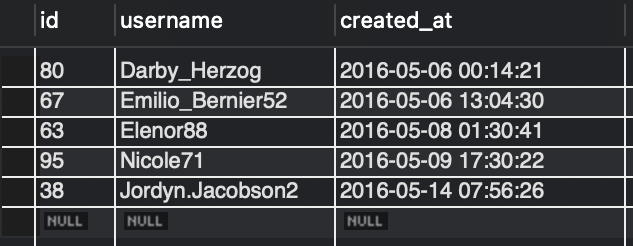 id username created_at
80 Darby_Herzog 2016-05-06 00:14:21
67 Emilio_Bernier52 2016-05-06 13:04:30
63 Elenor88 2016-05-08 01:30:41
95 Nicole71 2016-05-09 17:30:22
38 Jordyn.Jacobson2 2016-05-14 07:56:26
NULL NULL NULL